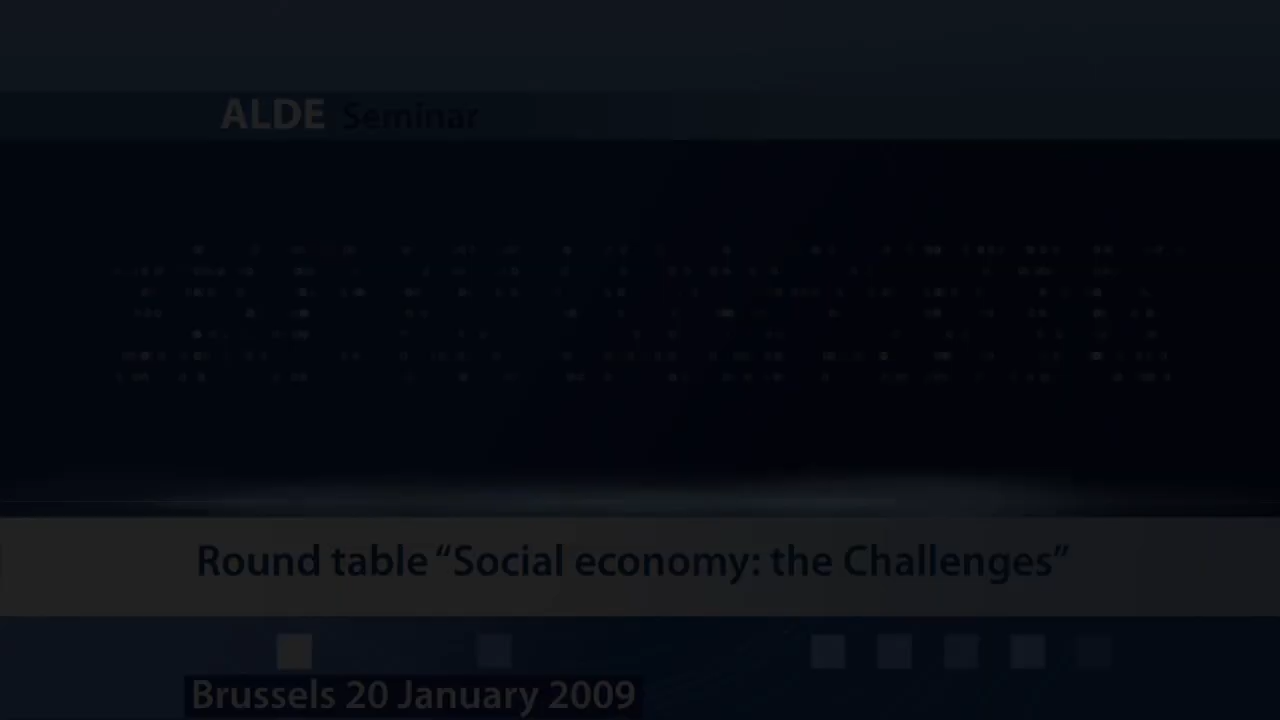 ALDE Seminar
Round table “Social economy: the Challenges”
Brussels 20 January 2009